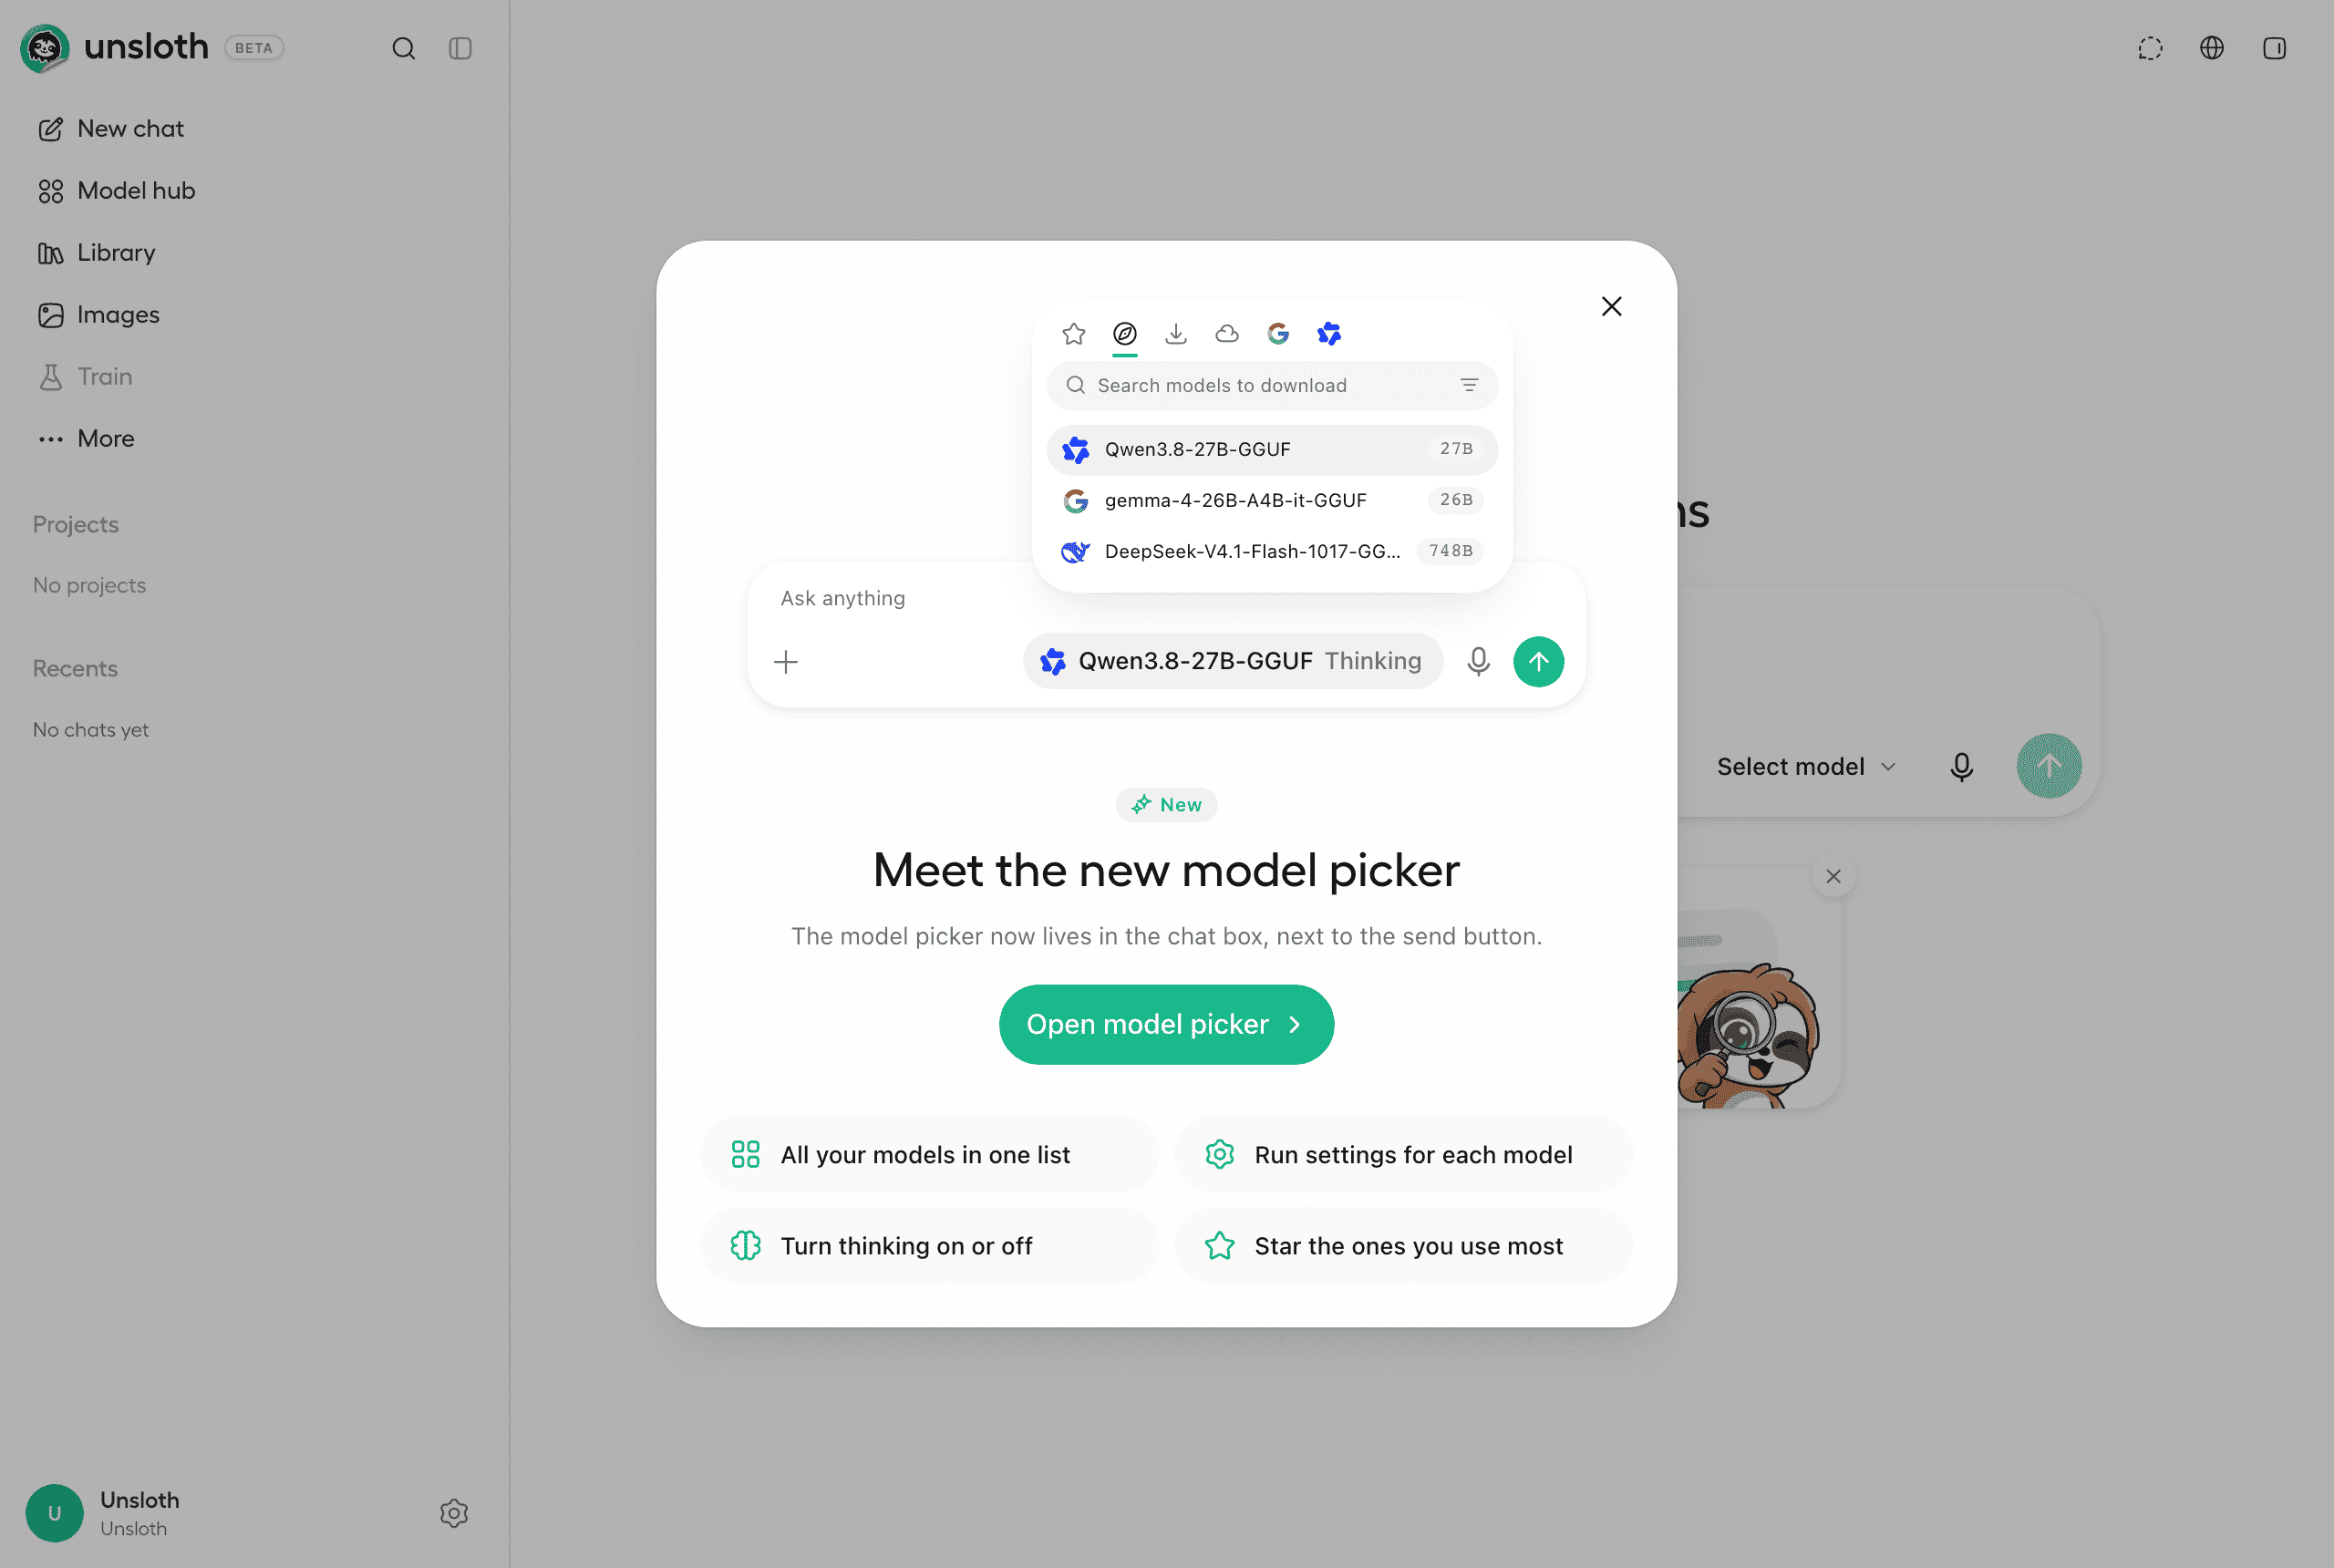 unsloth BETA
New chat
Model hub
Library
Images
Train
More
Projects
No projects
Recents
No chats yet
Unsloth
Unsloth
U
Search models to download
Qwen3.8-27B-GGUF 27B
gemma-4-26B-A4B-it-GGUF 26B
DeepSeek-V4.1-Flash-1017-GG... 748B
Ask anything
Qwen3.8-27B-GGUF Thinking
New
Meet the new model picker
The model picker now lives in the chat box, next to the send button.
Open model picker
All your models in one list
Run settings for each model
Turn thinking on or off
Star the ones you use most
Select model